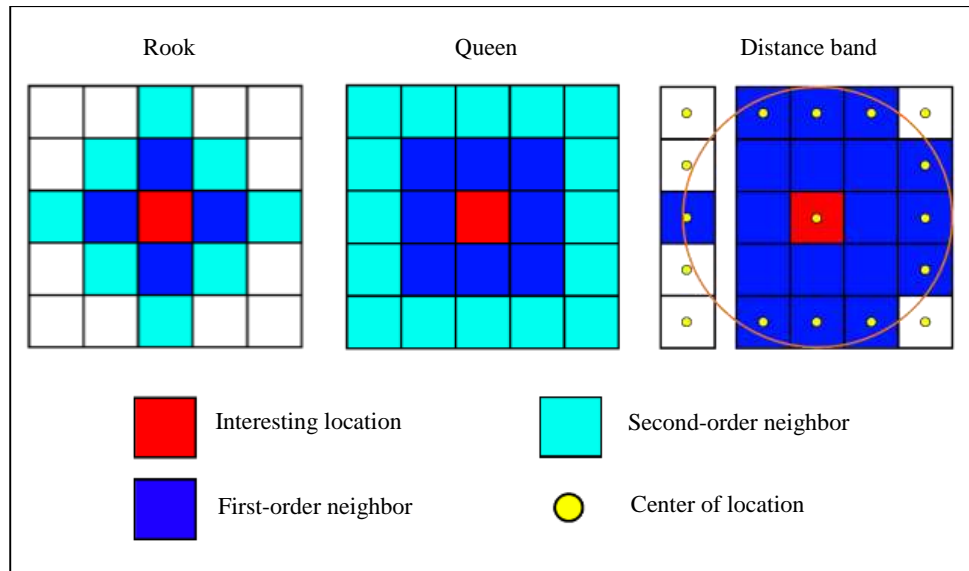 Rook
Queen
Distance band
Interesting location
Second-order neighbor
First-order neighbor
Center of location